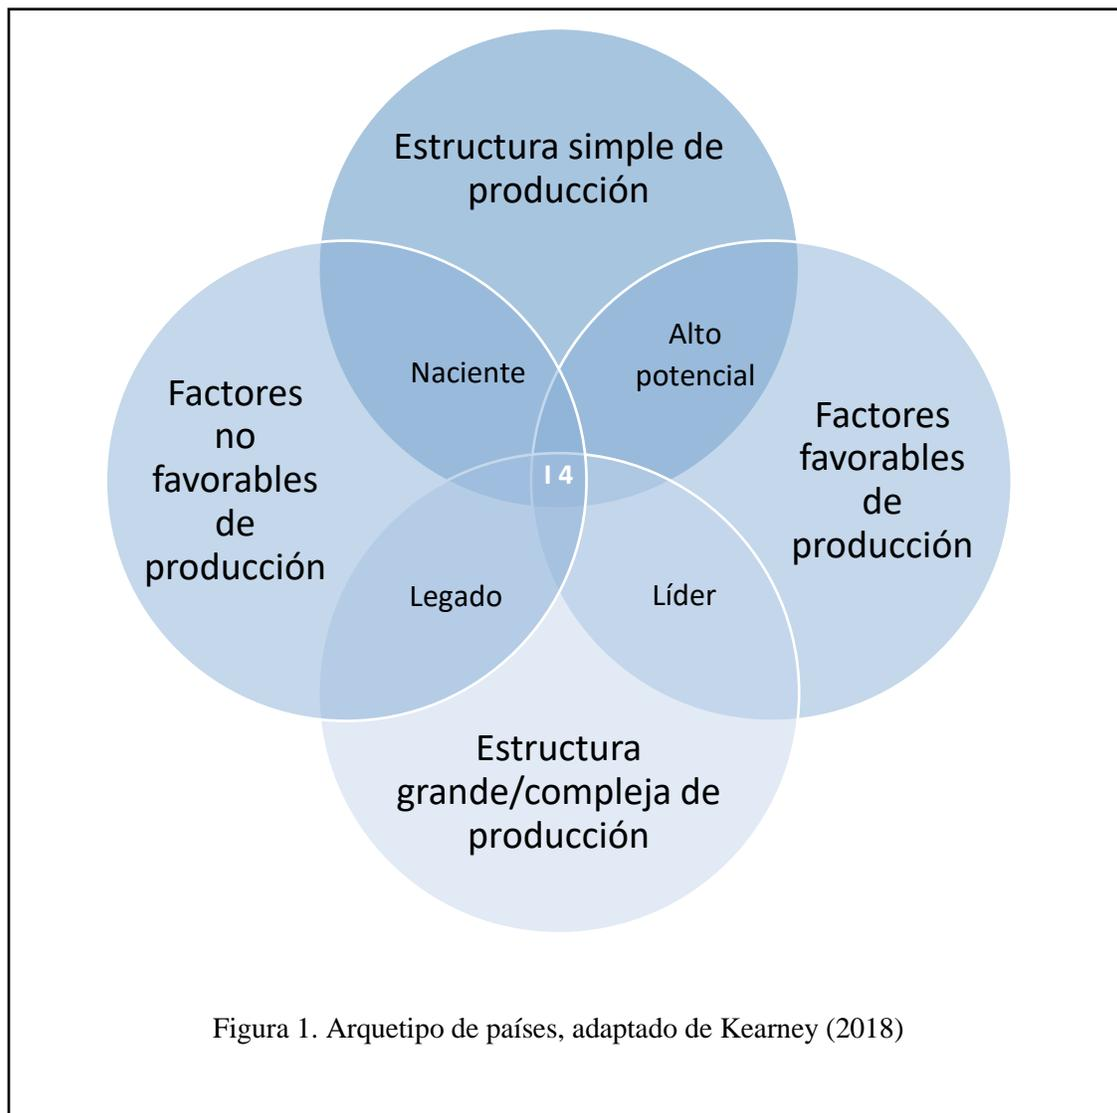 Estructura simple de
producción
Naciente
Alto
potencial
Factores
no
favorables
de
producción
Factores
favorables
de
producción
I 4
Legado
Líder
Estructura
grande/compleja de
producción
Figura 1. Arquetipo de países, adaptado de Kearney (2018)